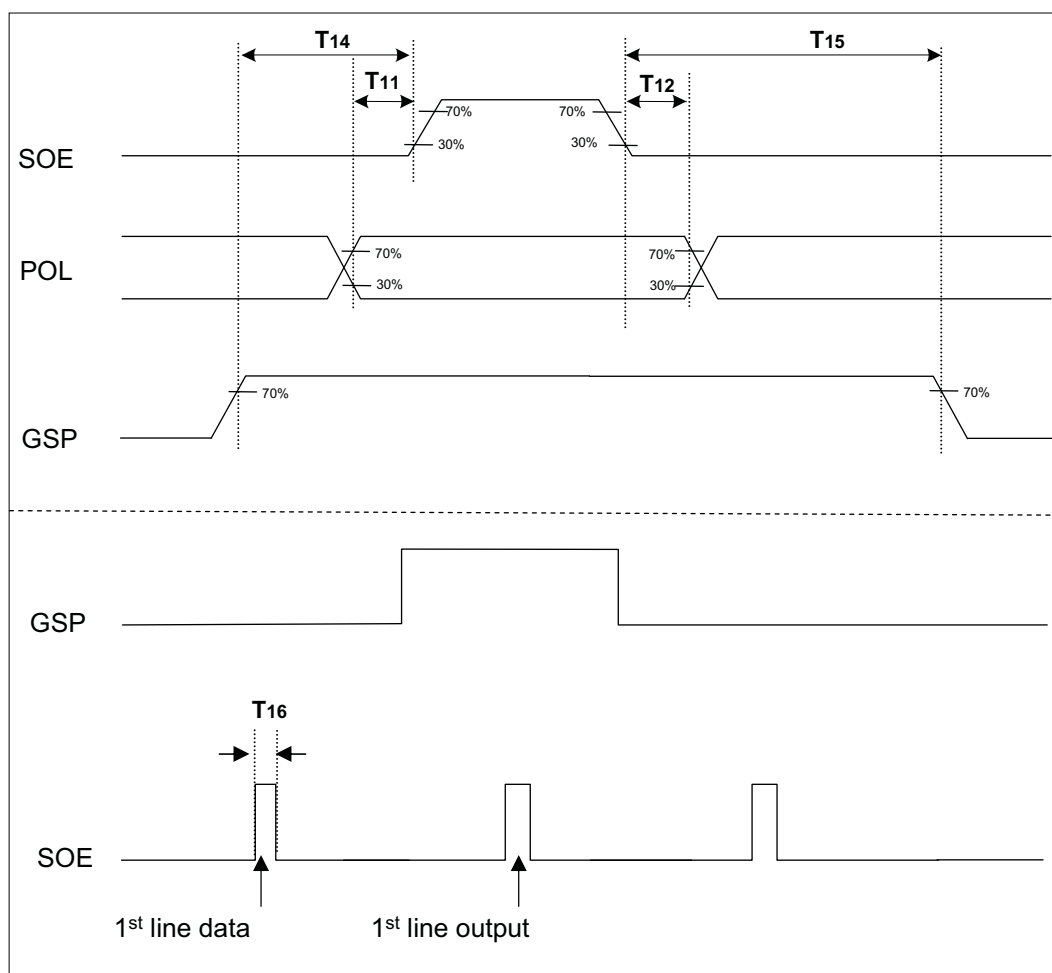 T14
T15
T11
T12
70%
70%
SOE
30%
30%
POL
70%
70%
30%
30%
GSP
70%
70%
GSP
T16
SOE
1st line data
1st line output